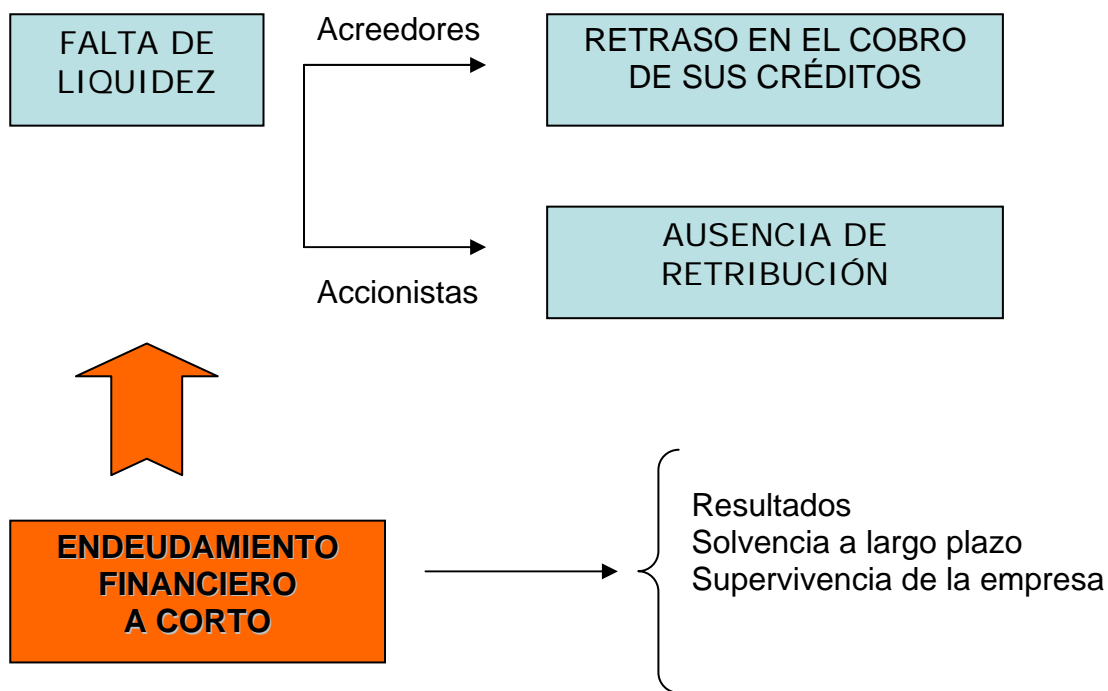 FALTA DE
LIQUIDEZ
Acreedores
RETRASO EN EL COBRO
DE SUS CRÉDITOS
AUSENCIA DE
RETRIBUCIÓN
Accionistas
ENDEUDAMIENTO
FINANCIERO
A CORTO
Resultados
Solvencia a largo plazo
Supervivencia de la empresa